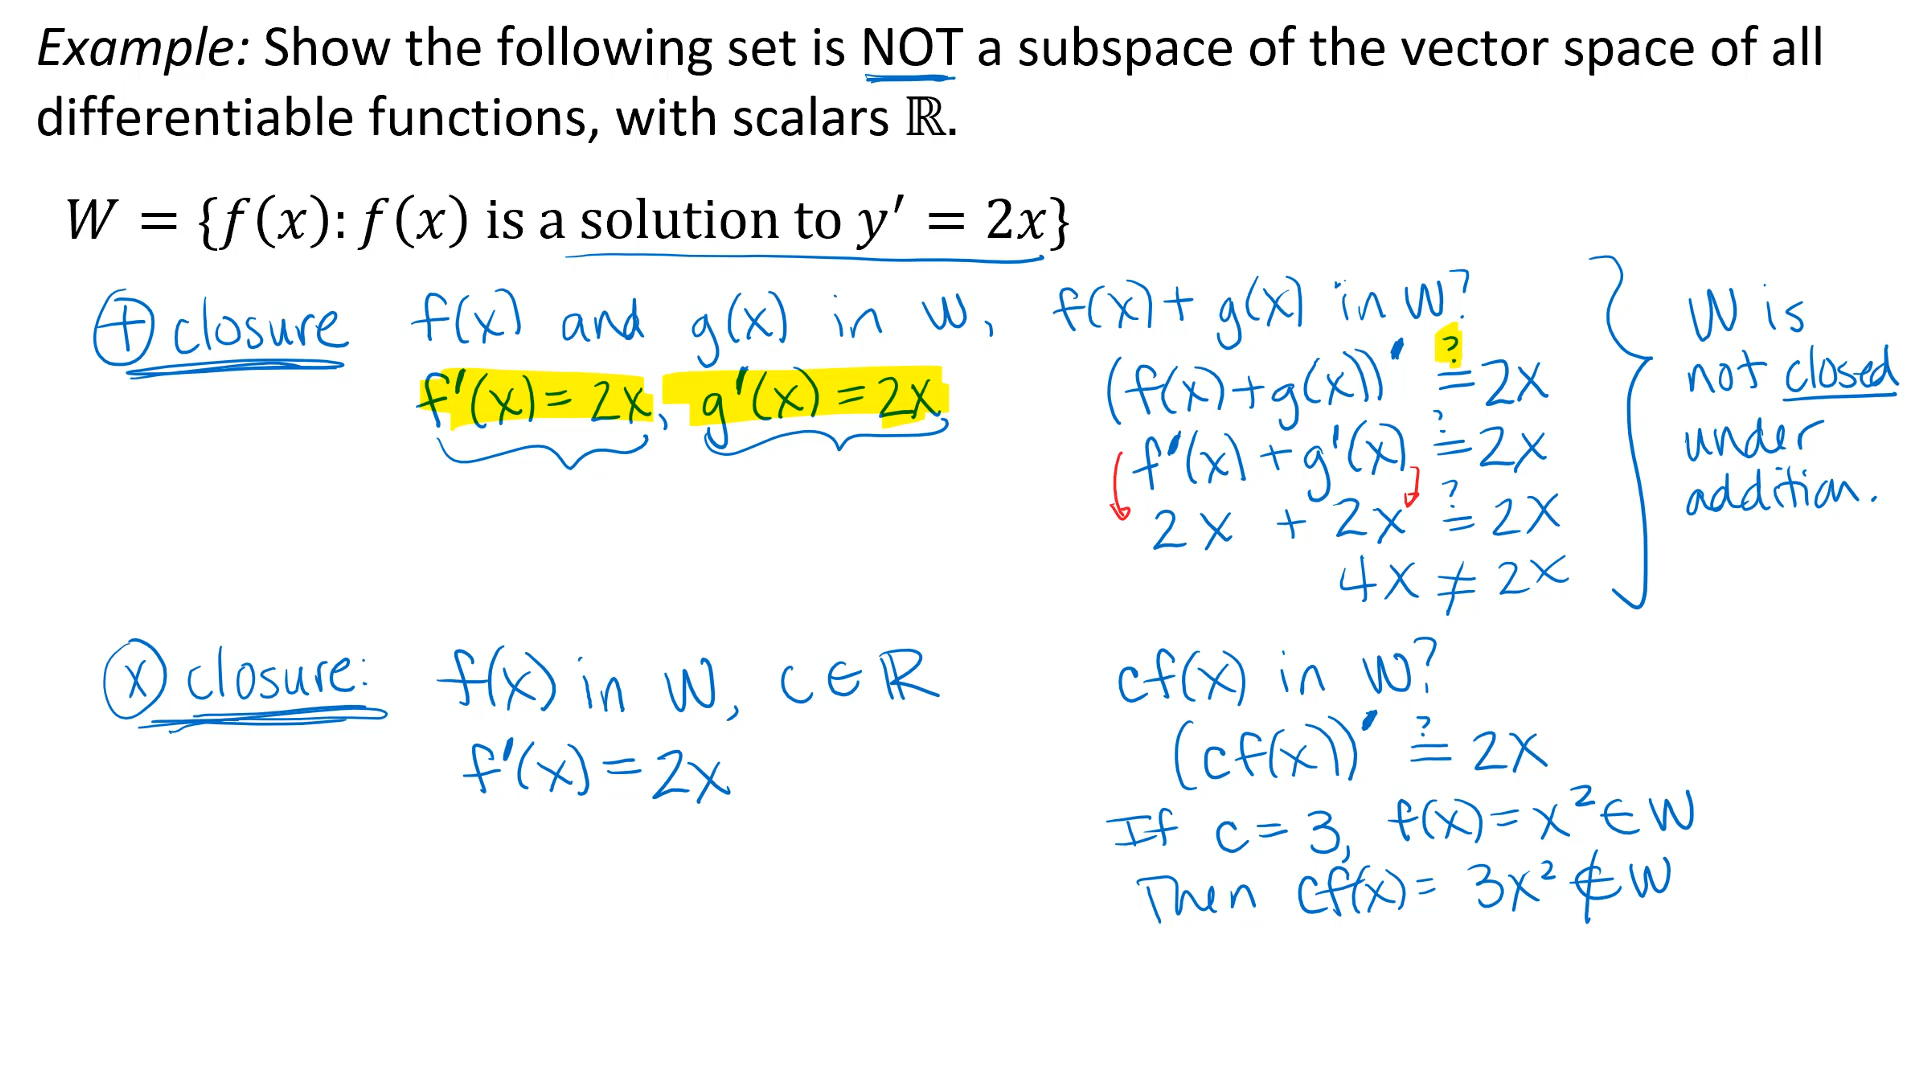 Example: Show the following set is NOT a subspace of the vector space of all
differentiable functions, with scalars ℝ.
W = {f(x): f(x) is a solution to y′ = 2x}
⊕ closure f(x) and g(x) in W, f(x) + g(x) in W?
f'(x) = 2x, g'(x) = 2x
(f(x)+g(x))' ≟ 2x
f'(x) + g'(x) ≟ 2x
2x + 2x ≟ 2x
4x ≠ 2x
W is
not closed
under
addition.
ⓧ closure: f(x) in W, c ∈ ℝ cf(x) in W?
f'(x) = 2x (cf(x))' ≟ 2x
If c = 3, f(x) = x² ∈ W
Then cf(x) = 3x² ∉ W